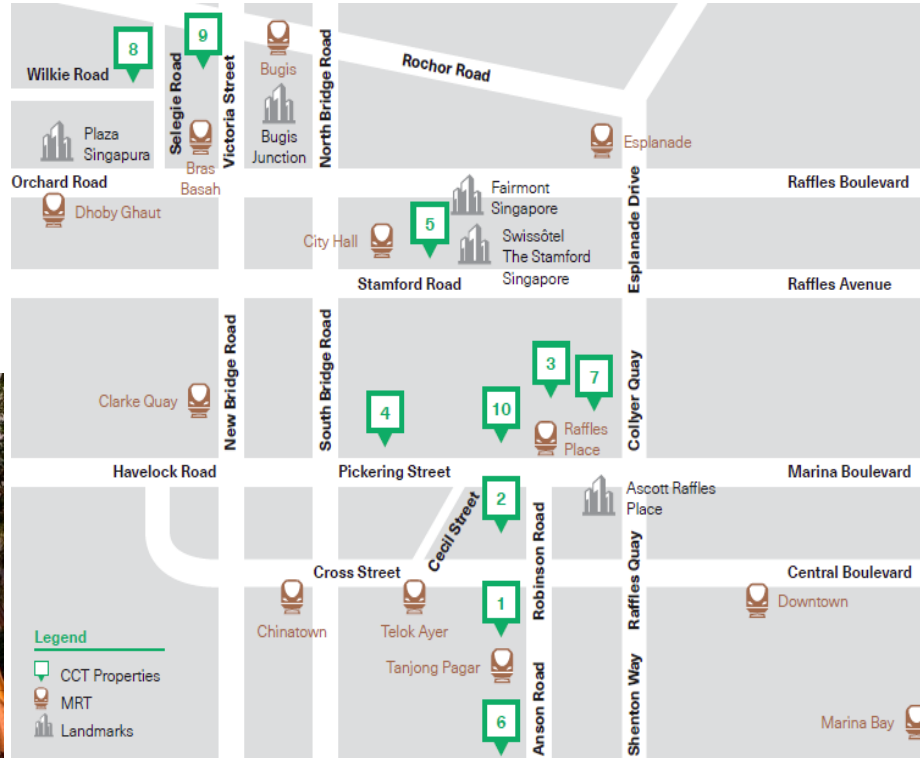 8
9
Wilkie Road
Selegie Road
Victoria Street
Bugis
North Bridge Road
Rochor Road
Plaza
Singapura
Bras
Basah
Bugis
Junction
Esplanade
Orchard Road
Raffles Boulevard
Dhoby Ghaut
City Hall
5
Fairmont
Singapore
Swissôtel
The Stamford
Singapore
Esplanade Drive
Stamford Road
Raffles Avenue
Clarke Quay
New Bridge Road
South Bridge Road
4
10
3
7
Raffles
Place
Collyer Quay
Havelock Road
Pickering Street
Marina Boulevard
2
Cecil Street
Robinson Road
Ascott Raffles
Place
Raffles Quay
Cross Street
Central Boulevard
Chinatown
Telok Ayer
1
Downtown
Tanjong Pagar
6
Anson Road
Shenton Way
Marina Bay
Legend
CCT Properties
MRT
Landmarks